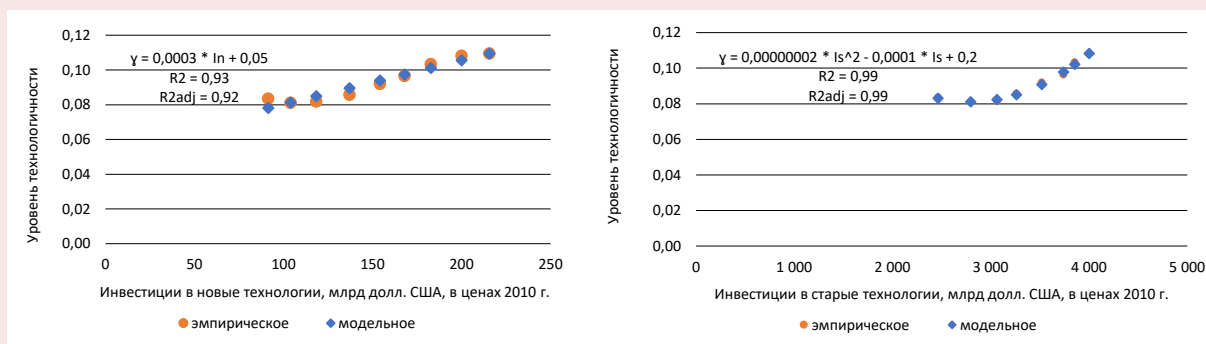 Уровень технологичности
0,12
0,10
0,08
0,06
0,04
0,02
0,00
ɣ = 0,0003 * In + 0,05
R2 = 0,93
R2adj = 0,92
0 50 100 150 200 250
Инвестиции в новые технологии, млрд долл. США, в ценах 2010 г.
эмпирическое модельное
Уровень технологичности
0,12
0,10
0,08
0,06
0,04
0,02
0,00
ɣ = 0,00000002 * Is^2 - 0,0001 * Is + 0,2
R2 = 0,99
R2adj = 0,99
0 1 000 2 000 3 000 4 000 5 000
Инвестиции в старые технологии, млрд долл. США, в ценах 2010 г.
эмпирическое модельное